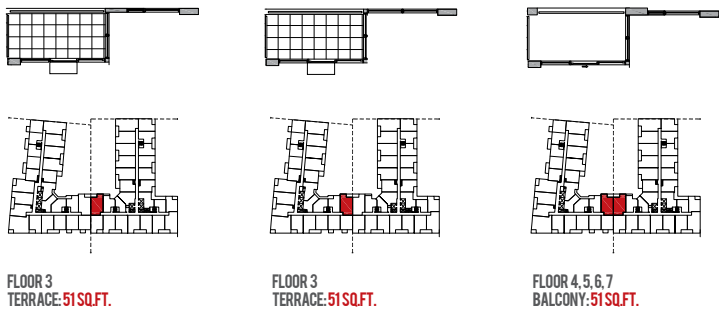 FLOOR 3
TERRACE: 51 SQ.FT.
FLOOR 3
TERRACE: 51 SQ.FT.
FLOOR 4, 5, 6, 7
BALCONY: 51 SQ.FT.